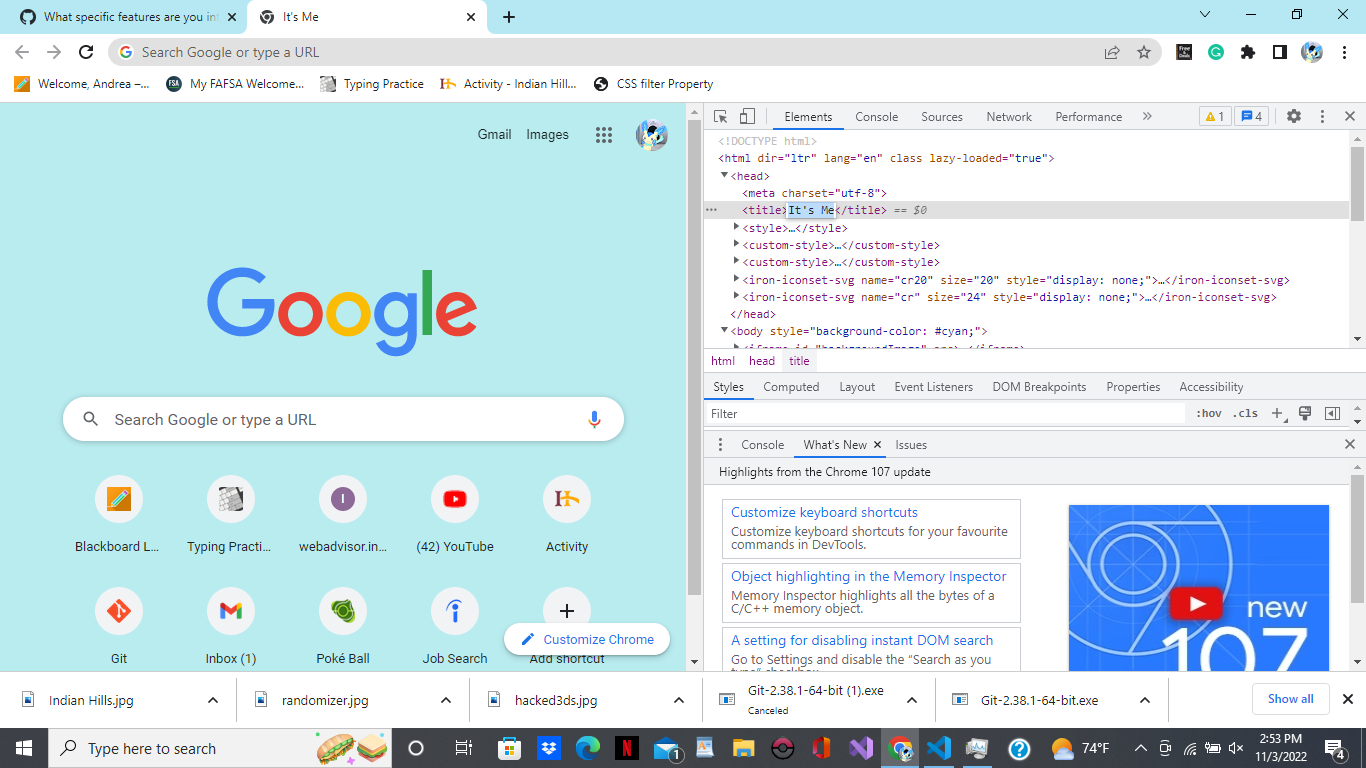 What specific features are you in
It's Me
Search Google or type a URL
Welcome, Andrea –...
FSA
My FAFSA Welcome...
Typing Practice
Activity - Indian Hill...
CSS filter Property
Gmail
Images
Google
Search Google or type a URL
Blackboard L...
Typing Practi...
I
webadvisor.in...
(42) YouTube
Activity
Git
Inbox (1)
Poké Ball
Job Search
Add shortcut
Customize Chrome
Elements
Console
Sources
Network
Performance
1
4
<!DOCTYPE html>
<html dir="ltr" lang="en" class lazy-loaded="true">
<head>
<meta charset="utf-8">
<title>It's Me</title> == $0
<style>…</style>
<custom-style>…</custom-style>
<custom-style>…</custom-style>
<iron-iconset-svg name="cr20" size="20" style="display: none;">…</iron-iconset-svg>
<iron-iconset-svg name="cr" size="24" style="display: none;">…</iron-iconset-svg>
</head>
<body style="background-color: #cyan;">
html head title
Styles
Computed
Layout
Event Listeners
DOM Breakpoints
Properties
Accessibility
Filter
:hov .cls
Console
What's New
Issues
Highlights from the Chrome 107 update
Customize keyboard shortcuts
Customize keyboard shortcuts for your favourite
commands in DevTools.
Object highlighting in the Memory Inspector
Memory Inspector highlights all the bytes of a
C/C++ memory object.
A setting for disabling instant DOM search
Go to Settings and disable the “Search as you
new
107
Indian Hills.jpg
randomizer.jpg
hacked3ds.jpg
Git-2.38.1-64-bit (1).exe
Canceled
Git-2.38.1-64-bit.exe
Show all
Type here to search
1
74°F
2:53 PM
11/3/2022
4